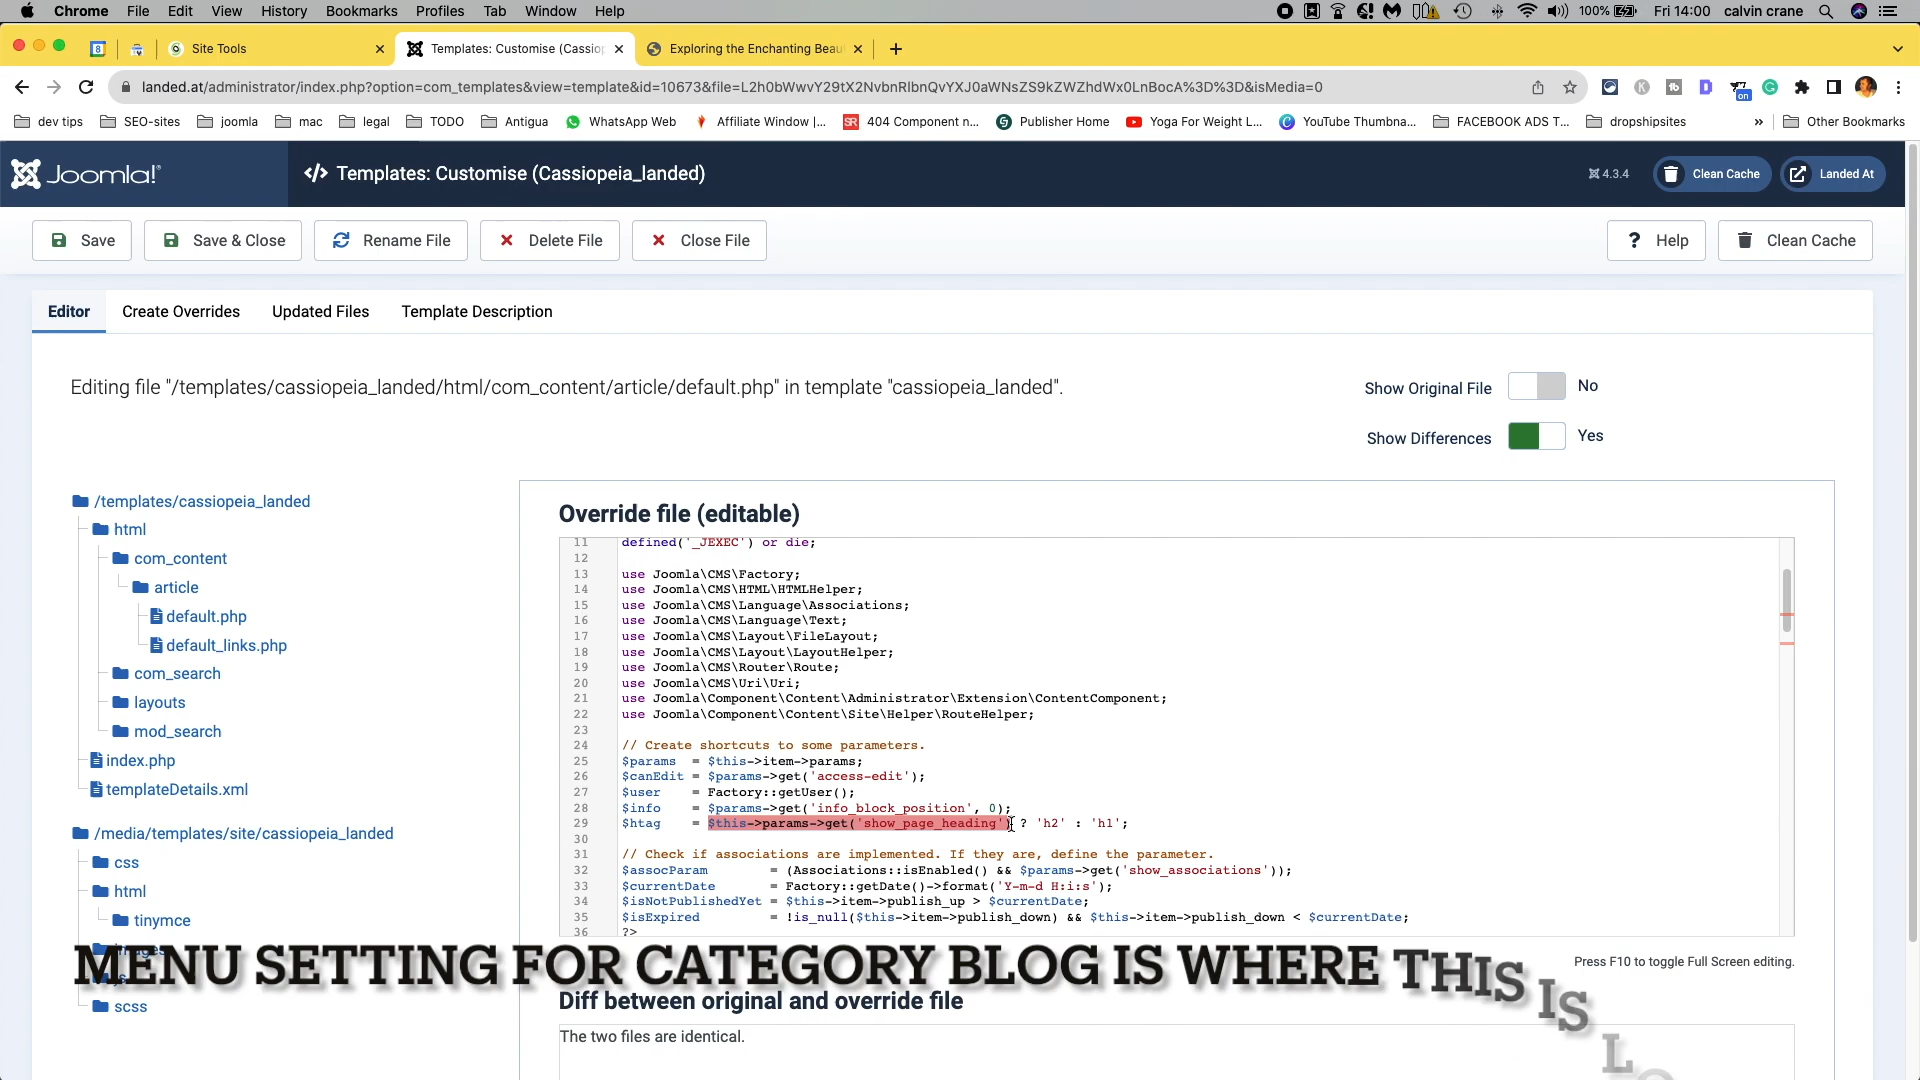 Chrome File Edit View History Bookmarks Profiles Tab Window Help 100% Fri 14:00 calvin crane
8 Site Tools Templates: Customise (Cassiop Exploring the Enchanting Beau
landed.at/administrator/index.php?option=com_templates&view=template&id=10673&file=L2h0bWwvY29tX2NvbnRlbnQvYXJ0aWNsZS9kZWZhdWx0LnBocA%3D%3D&isMedia=0
on
dev tips SEO-sites joomla mac legal TODO Antigua WhatsApp Web Affiliate Window |... SR 404 Component n... Publisher Home Yoga For Weight L... YouTube Thumbna... FACEBOOK ADS T... dropshipsites » Other Bookmarks
Joomla!® </> Templates: Customise (Cassiopeia_landed) 4.3.4 Clean Cache Landed At
Save Save & Close Rename File Delete File Close File ? Help Clean Cache
Editor Create Overrides Updated Files Template Description
Editing file "/templates/cassiopeia_landed/html/com_content/article/default.php" in template "cassiopeia_landed".
Show Original File No
Show Differences Yes
/templates/cassiopeia_landed
html
com_content
article
default.php
default_links.php
com_search
layouts
mod_search
index.php
templateDetails.xml
/media/templates/site/cassiopeia_landed
css
html
tinymce
images
js
scss
Override file (editable)
11 defined('_JEXEC') or die;
12
13 use Joomla\CMS\Factory;
14 use Joomla\CMS\HTML\HTMLHelper;
15 use Joomla\CMS\Language\Associations;
16 use Joomla\CMS\Language\Text;
17 use Joomla\CMS\Layout\FileLayout;
18 use Joomla\CMS\Layout\LayoutHelper;
19 use Joomla\CMS\Router\Route;
20 use Joomla\CMS\Uri\Uri;
21 use Joomla\Component\Content\Administrator\Extension\ContentComponent;
22 use Joomla\Component\Content\Site\Helper\RouteHelper;
23
24 // Create shortcuts to some parameters.
25 $params = $this->item->params;
26 $canEdit = $params->get('access-edit');
27 $user = Factory::getUser();
28 $info = $params->get('info_block_position', 0);
29 $htag = $this->params->get('show_page_heading') ? 'h2' : 'h1';
30
31 // Check if associations are implemented. If they are, define the parameter.
32 $assocParam = (Associations::isEnabled() && $params->get('show_associations'));
33 $currentDate = Factory::getDate()->format('Y-m-d H:i:s');
34 $isNotPublishedYet = $this->item->publish_up > $currentDate;
35 $isExpired = !is_null($this->item->publish_down) && $this->item->publish_down < $currentDate;
36 ?>
Press F10 to toggle Full Screen editing.
MENU SETTING FOR CATEGORY BLOG IS WHERE THIS IS LO
Diff between original and override file
The two files are identical.